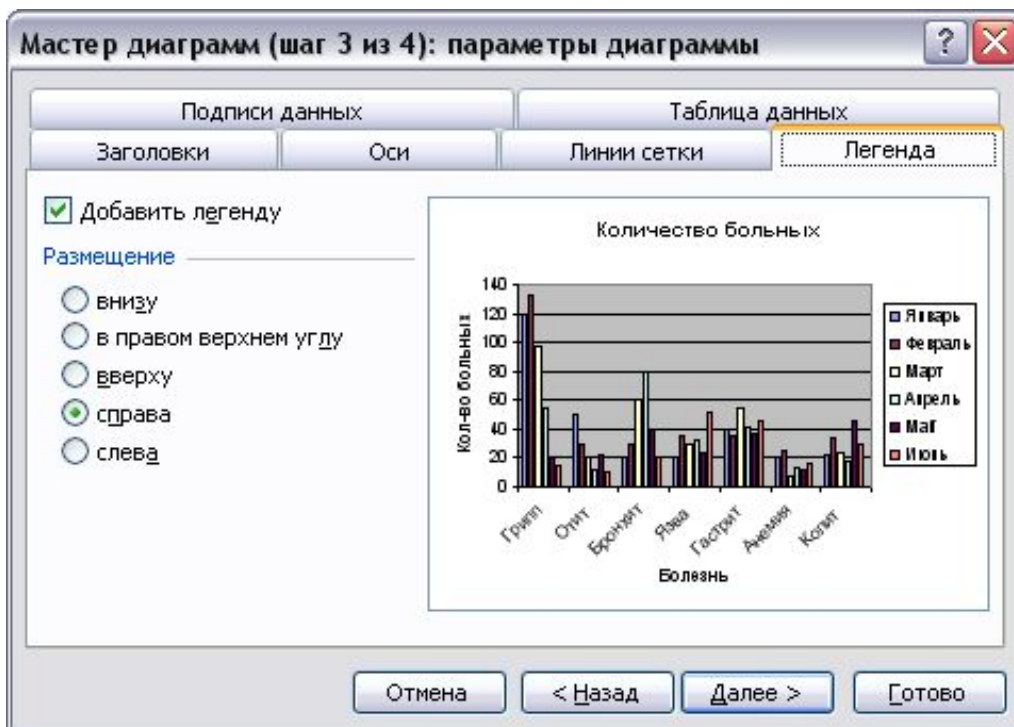 Мастер диаграмм (шаг 3 из 4): параметры диаграммы
Подписи данных
Таблица данных
Заголовки
Оси
Линии сетки
Легенда
Добавить легенду
Размещение
внизу
в правом верхнем углу
вверху
справа
слева
Количество больных
Кол-во больных
140
120
100
80
60
40
20
0
Грипп
Отит
Бронхит
Язва
Гастрит
Анемия
Колит
Болезнь
Январь
Февраль
Март
Апрель
Май
Июнь
Отмена
< Назад
Далее >
Готово